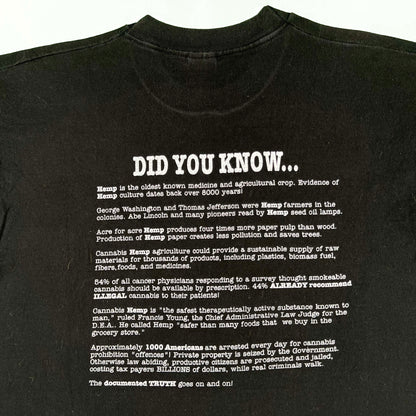 DID YOU KNOW...
Hemp is the oldest known medicine and agricultural crop. Evidence of
Hemp culture dates back over 8000 years!
George Washington and Thomas Jefferson were Hemp farmers in the
colonies. Abe Lincoln and many pioneers read by Hemp seed oil lamps.
Acre for acre Hemp produces four times more paper pulp than wood.
Production of Hemp paper creates less pollution and saves trees.
Cannabis Hemp agriculture could provide a sustainable supply of raw
materials for thousands of products, including plastics, biomass fuel,
fibers, foods, and medicines.
54% of all cancer physicians responding to a survey thought smokeable
cannabis should be available by prescription. 44% ALREADY recommend
ILLEGAL cannabis to their patients!
Cannabis Hemp is "the safest therapeutically active substance known to
man," ruled Francis Young, the Chief Administrative Law Judge for the
D.E.A.. He called Hemp "safer than many foods that we buy in the
grocery store."
Approximately 1000 Americans are arrested every day for cannabis
prohibition "offences"! Private property is seized by the Government.
Otherwise law abiding, productive citizens are prosecuted and jailed,
costing tax payers BILLIONS of dollars, while real criminals walk.
The documented TRUTH goes on and on!